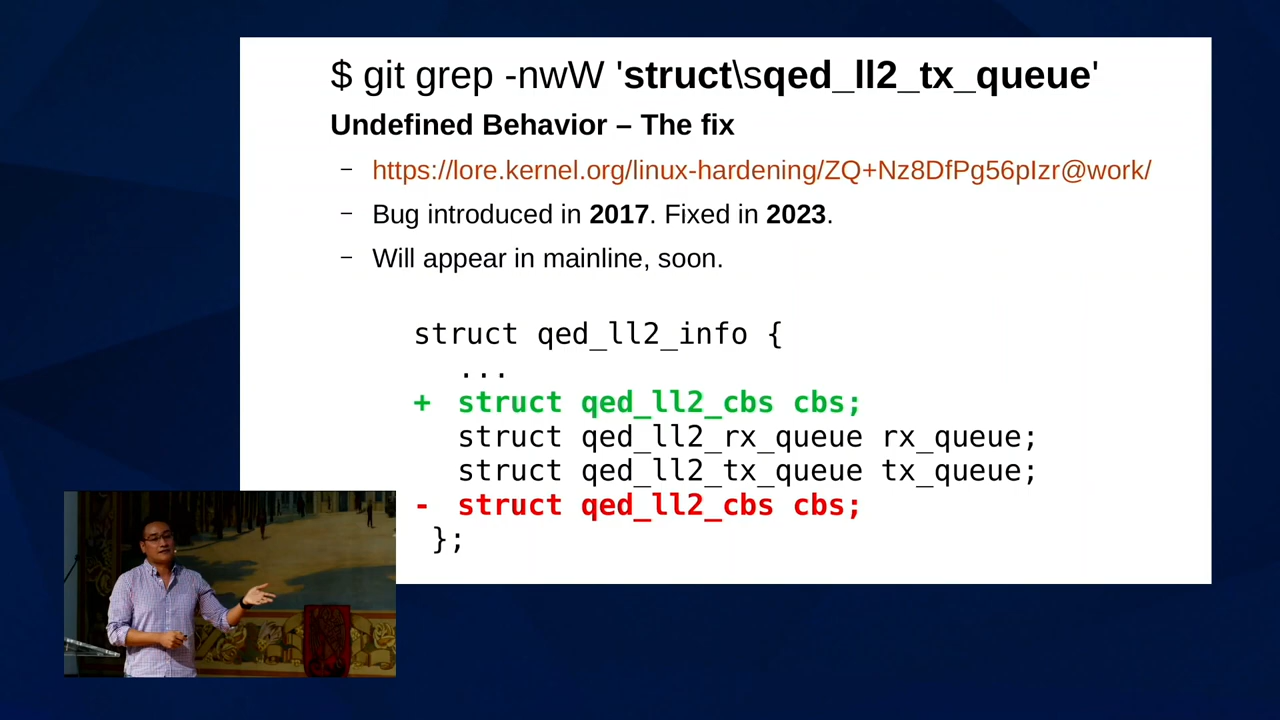 $ git grep -nwW 'struct\sqed_ll2_tx_queue'
Undefined Behavior – The fix
– https://lore.kernel.org/linux-hardening/ZQ+Nz8DfPg56pIzr@work/
– Bug introduced in 2017. Fixed in 2023.
– Will appear in mainline, soon.
struct qed_ll2_info {
...
+ struct qed_ll2_cbs cbs;
struct qed_ll2_rx_queue rx_queue;
struct qed_ll2_tx_queue tx_queue;
- struct qed_ll2_cbs cbs;
};